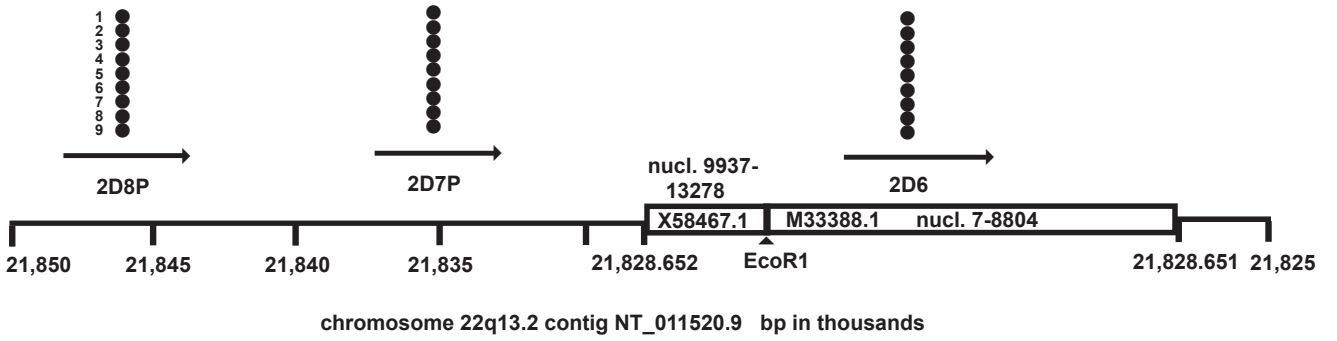 1
2
3
4
5
6
7
8
9
2D8P
2D7P
2D6
nucl. 9937-
13278
X58467.1
M33388.1 nucl. 7-8804
21,850
21,845
21,840
21,835
21,828.652
EcoR1
21,828.651
21,825
chromosome 22q13.2 contig NT_011520.9 bp in thousands